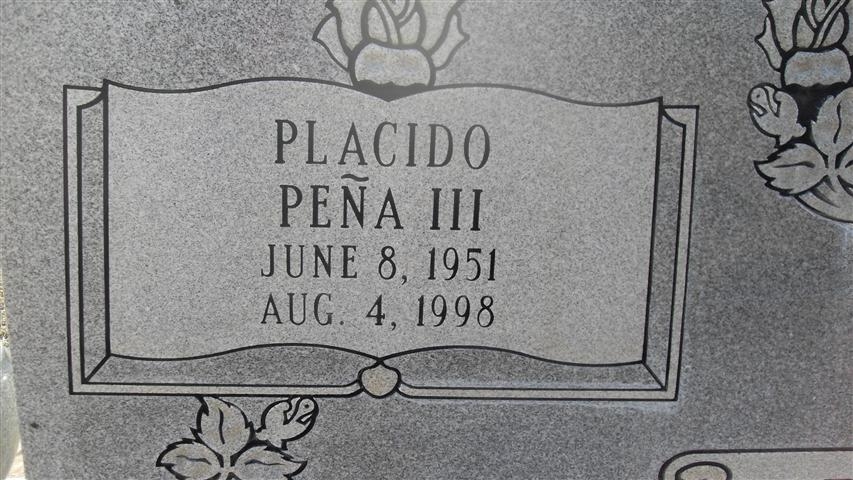 PLACIDO
PEÑA III
JUNE 8, 1951
AUG. 4, 1998